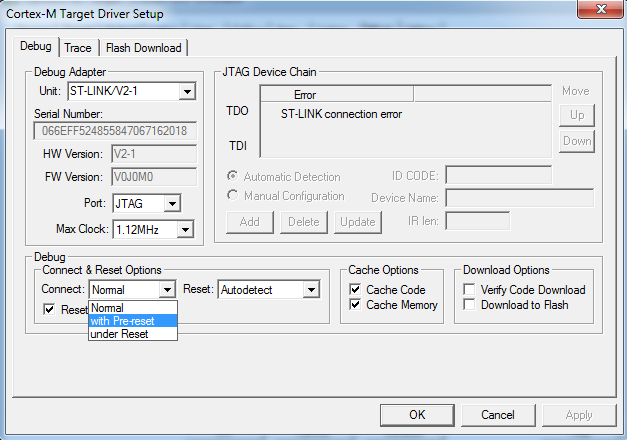 Cortex-M Target Driver Setup
Debug Trace Flash Download
Debug Adapter
Unit: ST-LINK/V2-1
Serial Number:
066EFF524855847067162018
HW Version: V2-1
FW Version: V0J0M0
Port: JTAG
Max Clock: 1.12MHz
JTAG Device Chain
Error
ST-LINK connection error
TDO
TDI
Move
Up
Down
Automatic Detection
Manual Configuration
ID CODE:
Device Name:
Add Delete Update
IR len:
Debug
Connect & Reset Options
Connect: Normal Reset: Autodetect
Reset
Normal
with Pre-reset
under Reset
Cache Options
Cache Code
Cache Memory
Download Options
Verify Code Download
Download to Flash
OK Cancel Apply